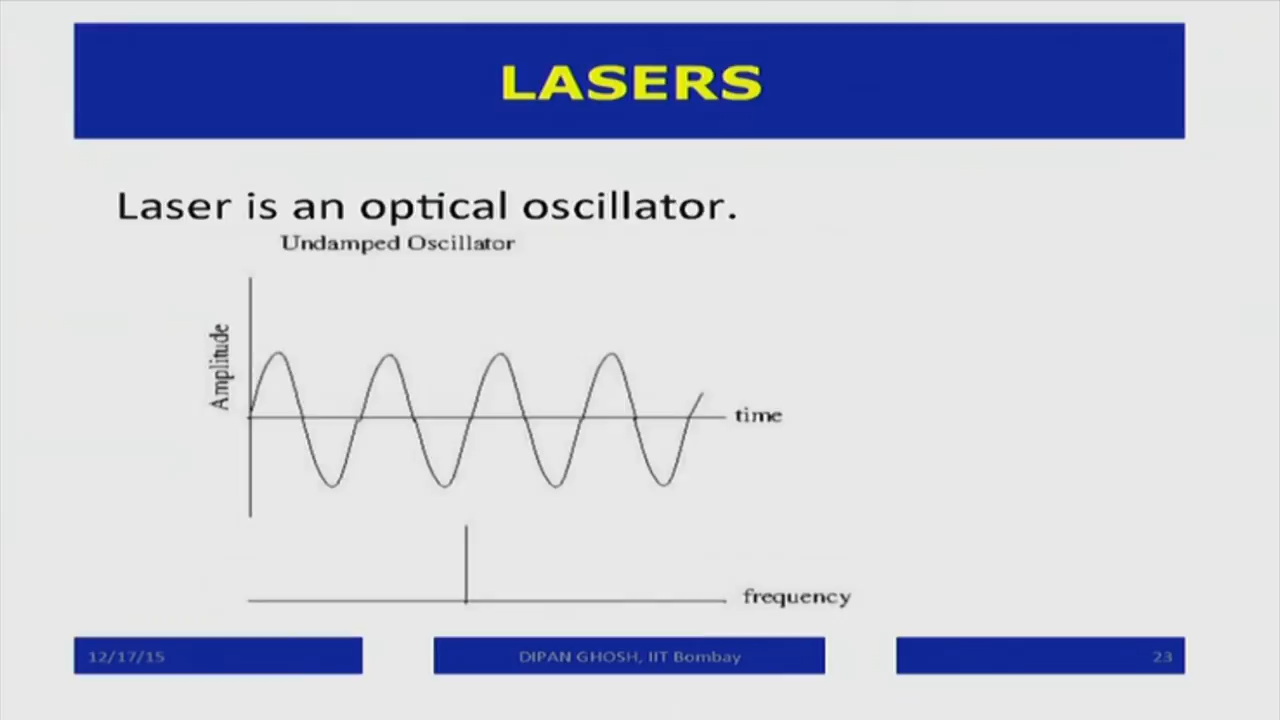 LASERS
Laser is an optical oscillator.
Undamped Oscillator
Amplitude
time
frequency
12/17/15
DIPAN GHOSH, IIT Bombay
23